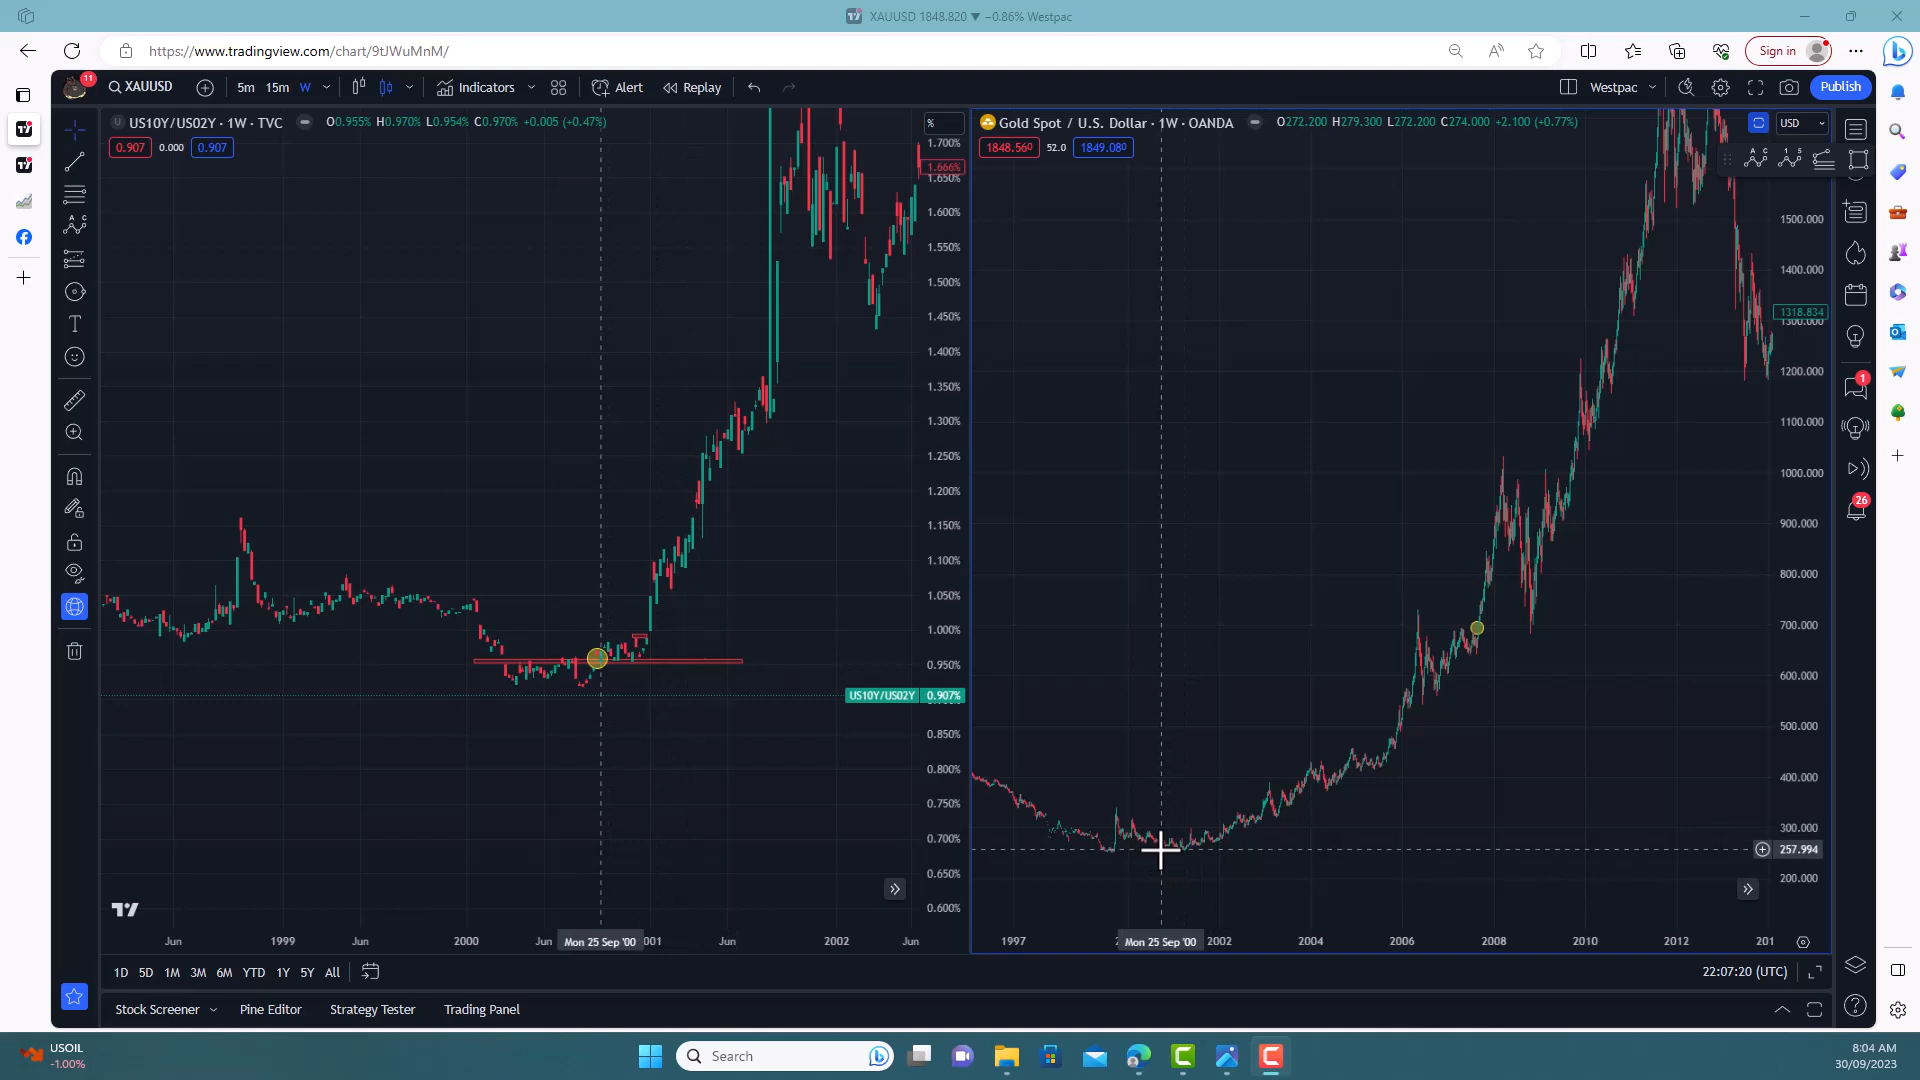 XAUUSD 1848.820 ▼ −0.86% Westpac
https://www.tradingview.com/chart/9tJWuMnM/
Sign in
11
XAUUSD
5m 15m W
Indicators
Alert
Replay
Westpac
Publish
US10Y/US02Y · 1W · TVC
O0.955% H0.970% L0.954% C0.970% +0.005 (+0.47%)
0.907 0.000 0.907
%
1.700%
1.666%
1.650%
1.600%
1.550%
1.500%
1.450%
1.400%
1.350%
1.300%
1.250%
1.200%
1.150%
1.100%
1.050%
1.000%
0.950%
US10Y/US02Y 0.907%
0.850%
0.800%
0.750%
0.700%
0.650%
0.600%
Jun 1999 Jun 2000 Jun Mon 25 Sep '00 001 Jun 2002 Jun
Gold Spot / U.S. Dollar · 1W · OANDA
O272.200 H279.300 L272.200 C274.000 +2.100 (+0.77%)
1848.560 52.0 1849.080
USD
1500.000
1400.000
1318.834
1300.000
1200.000
1100.000
1000.000
900.000
800.000
700.000
600.000
500.000
400.000
300.000
257.994
200.000
1997 2 Mon 25 Sep '00 2002 2004 2006 2008 2010 2012 201
1
26
1D 5D 1M 3M 6M YTD 1Y 5Y All
22:07:20 (UTC)
Stock Screener
Pine Editor
Strategy Tester
Trading Panel
USOIL
-1.00%
Search
8:04 AM
30/09/2023